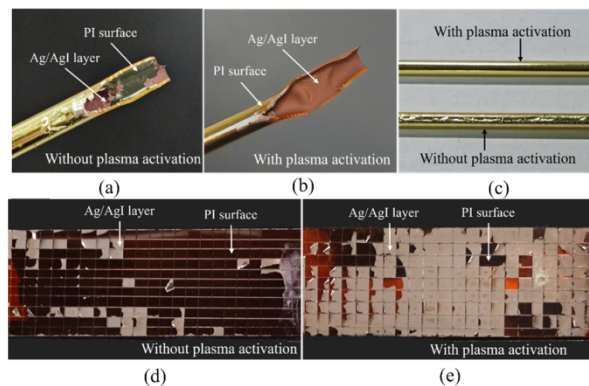 PI surface
Ag/AgI layer
Without plasma activation
(a)
Ag/AgI layer
PI surface
With plasma activation
(b)
With plasma activation
Without plasma activation
(c)
Ag/AgI layer
PI surface
Without plasma activation
(d)
Ag/AgI layer
PI surface
With plasma activation
(e)